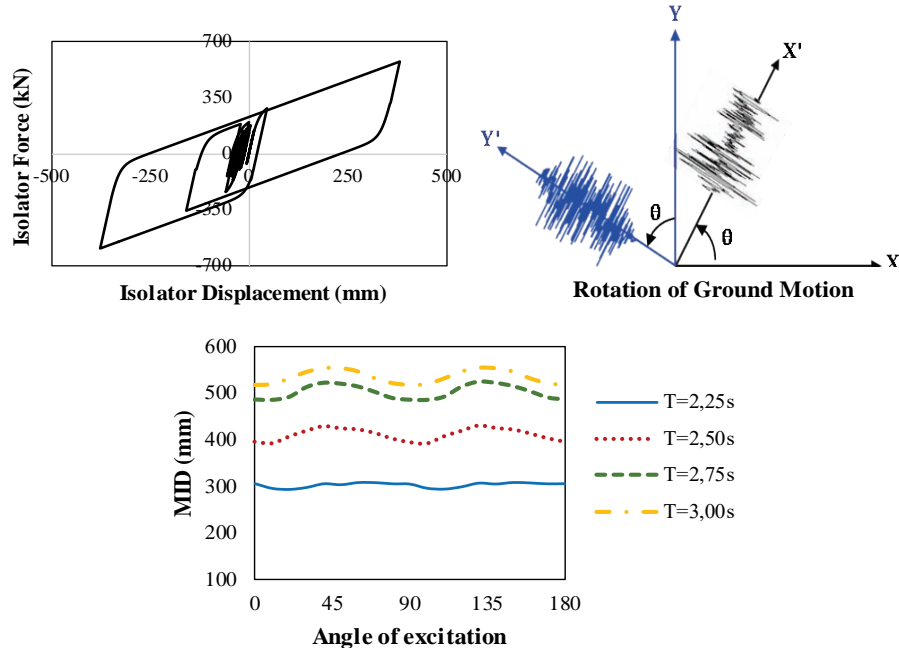 700
350
0
-500 -250 0 250 500
-350
-700
Isolator Force (kN)
Isolator Displacement (mm)
Y
X'
Y'
θ
θ
X
Rotation of Ground Motion
600
500
400
300
200
100
0 45 90 135 180
MID (mm)
Angle of excitation
T=2,25s
T=2,50s
T=2,75s
T=3,00s